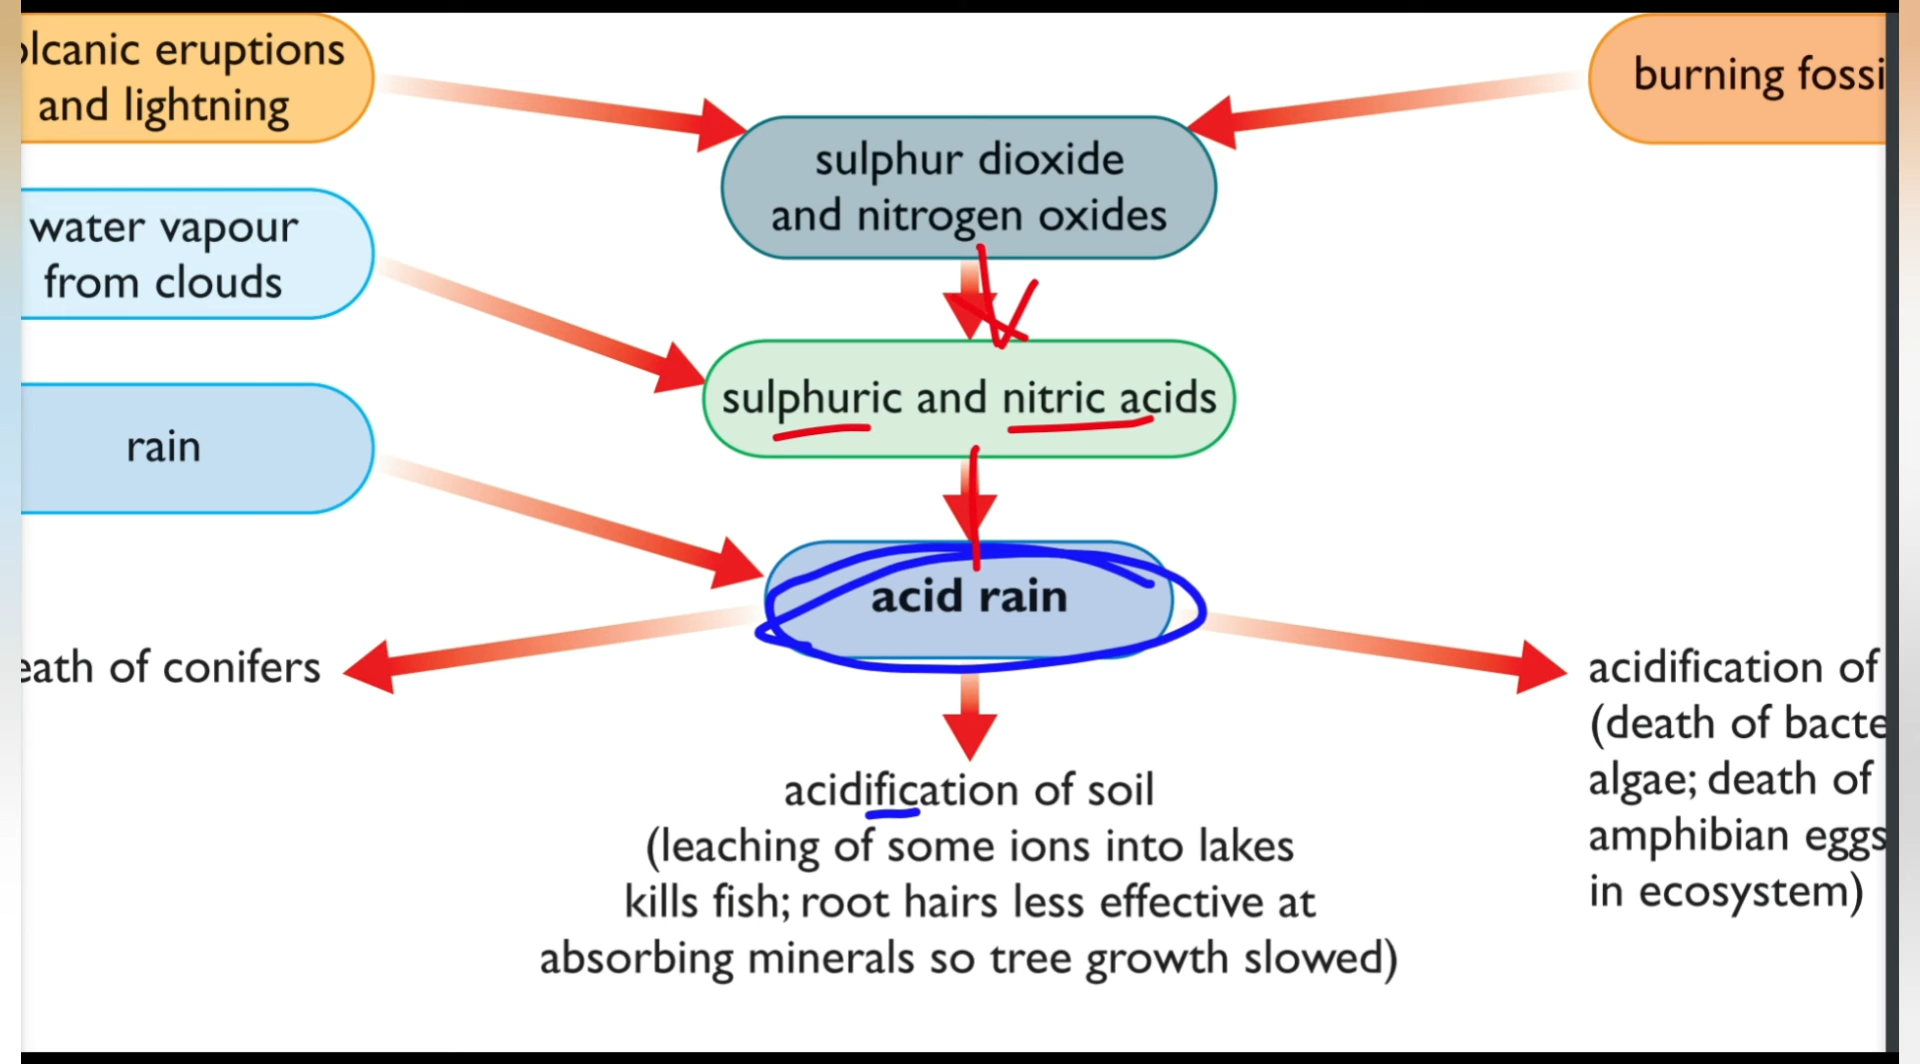 volcanic eruptions
and lightning
burning fossi
sulphur dioxide
and nitrogen oxides
water vapour
from clouds
sulphuric and nitric acids
rain
acid rain
death of conifers
acidification of
(death of bacte
algae; death of
amphibian eggs
in ecosystem)
acidification of soil
(leaching of some ions into lakes
kills fish; root hairs less effective at
absorbing minerals so tree growth slowed)